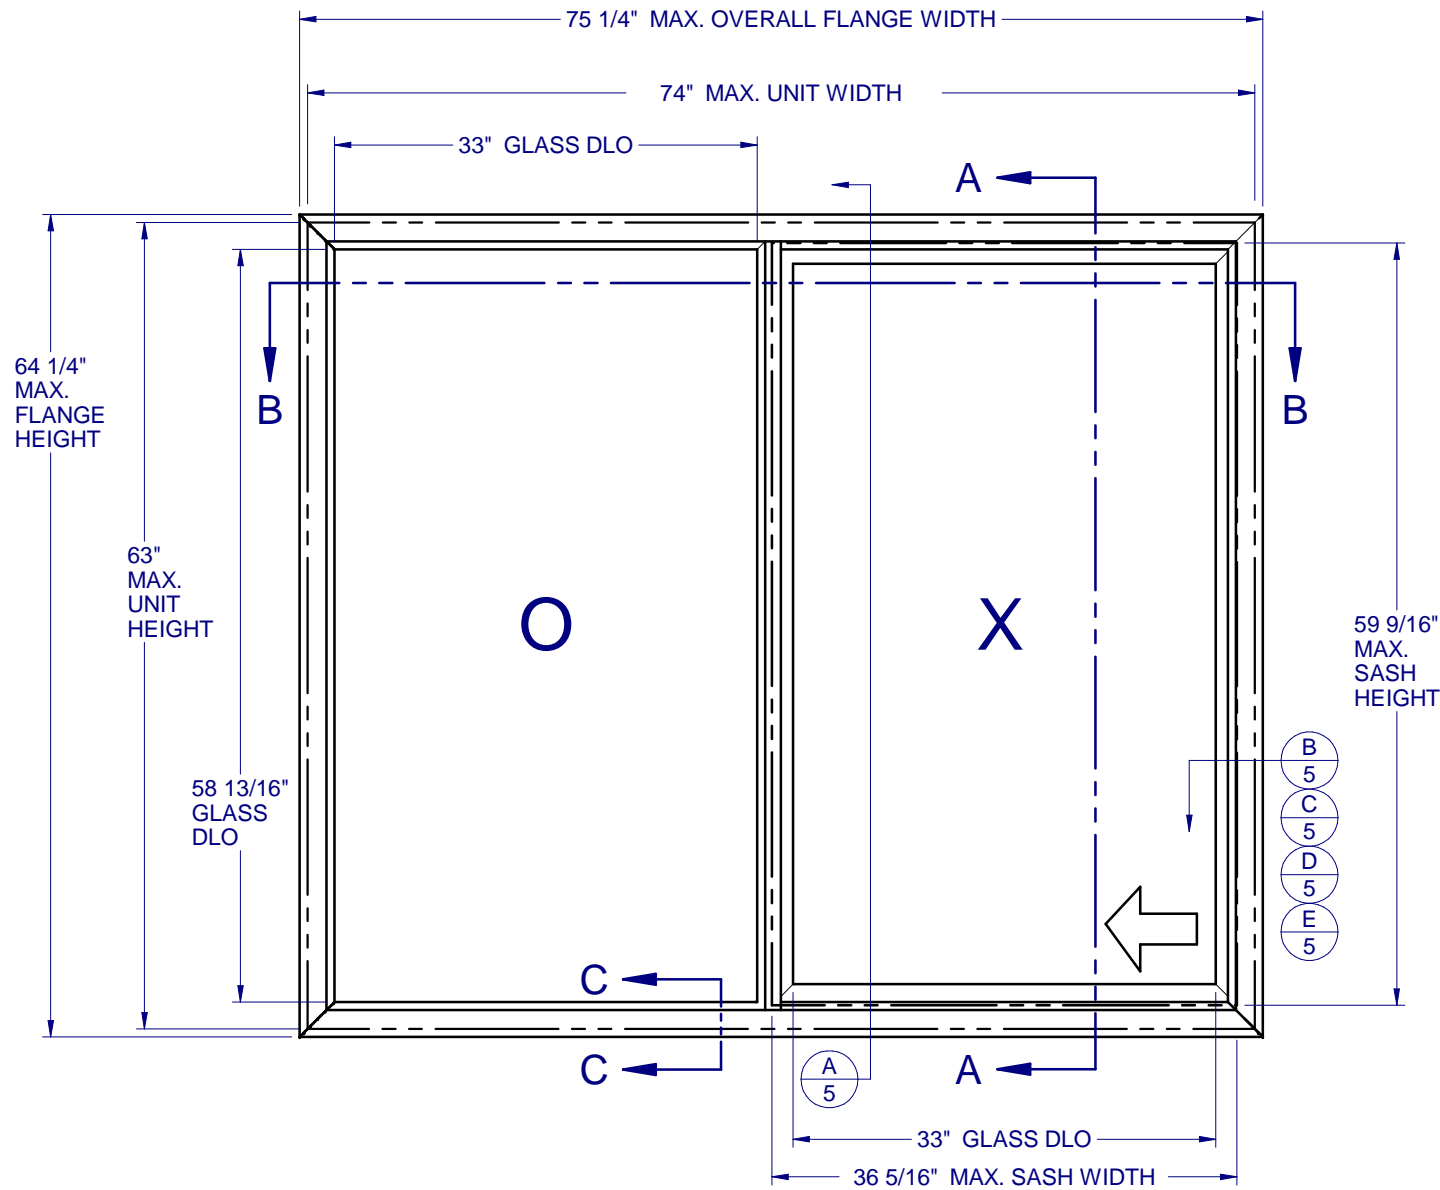 75 1/4" MAX. OVERALL FLANGE WIDTH
74" MAX. UNIT WIDTH
33" GLASS DLO
A
B
B
64 1/4"
MAX.
FLANGE
HEIGHT
63"
MAX.
UNIT
HEIGHT
O
X
59 9/16"
MAX.
SASH
HEIGHT
58 13/16"
GLASS
DLO
B
5
C
5
D
5
E
5
C
C
A
5
A
33" GLASS DLO
36 5/16" MAX. SASH WIDTH